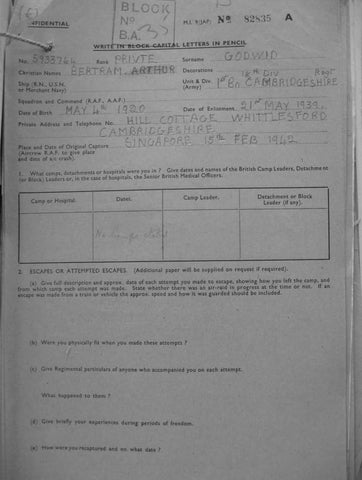 (6)
BLOCK
No
B.A. 3
CONFIDENTIAL
M.I. 9/JAP/ No 82835 A
WRITE IN BLOCK CAPITAL LETTERS IN PENCIL
No. 5933764 Rank PRIVTE Surname GODWID
Christian Names BERTRAM ARTHUR Decorations
Ship (R.N., U.S.N. or Merchant Navy) Unit & Div. (Army) 18TH DIV 1ST Bn CAMBRIDGESHIRE Regt
Squadron and Command (R.A.F., A.A.F.)
Date of Birth MAY 4th 1920 Date of Enlistment 21st MAY 1939
Private Address and Telephone No. HILL COTTAGE WHITTLESFORD
CAMBRIDGESHIRE
Place and Date of Original Capture SINGAPORE 15th FEB 1942
(Aircrew R.A.F. to give place
and date of a/c crash)
1. What camps, detachments or hospitals were you in? Give dates and names of the British Camp Leaders, Detachment
(or Block) Leaders or, in the case of hospitals, the Senior British Medical Officers.
Camp or Hospital. Dates. Camp Leader. Detachment or Block
Leader (if any).
No camps stated
2. ESCAPES OR ATTEMPTED ESCAPES. (Additional paper will be supplied on request if required).
(a) Give full description and approx. date of each attempt you made to escape, showing how you left the camp, and
from which camp each attempt was made. State whether there was an air-raid in progress at the time or not. If an
escape was made from a train or vehicle the approx. speed and how it was guarded should be included.
(b) Were you physically fit when you made these attempts?
(c) Give Regimental particulars of anyone who accompanied you on each attempt.
What happened to them?
(d) Give briefly your experiences during periods of freedom.
(e) How were you recaptured and on what date?